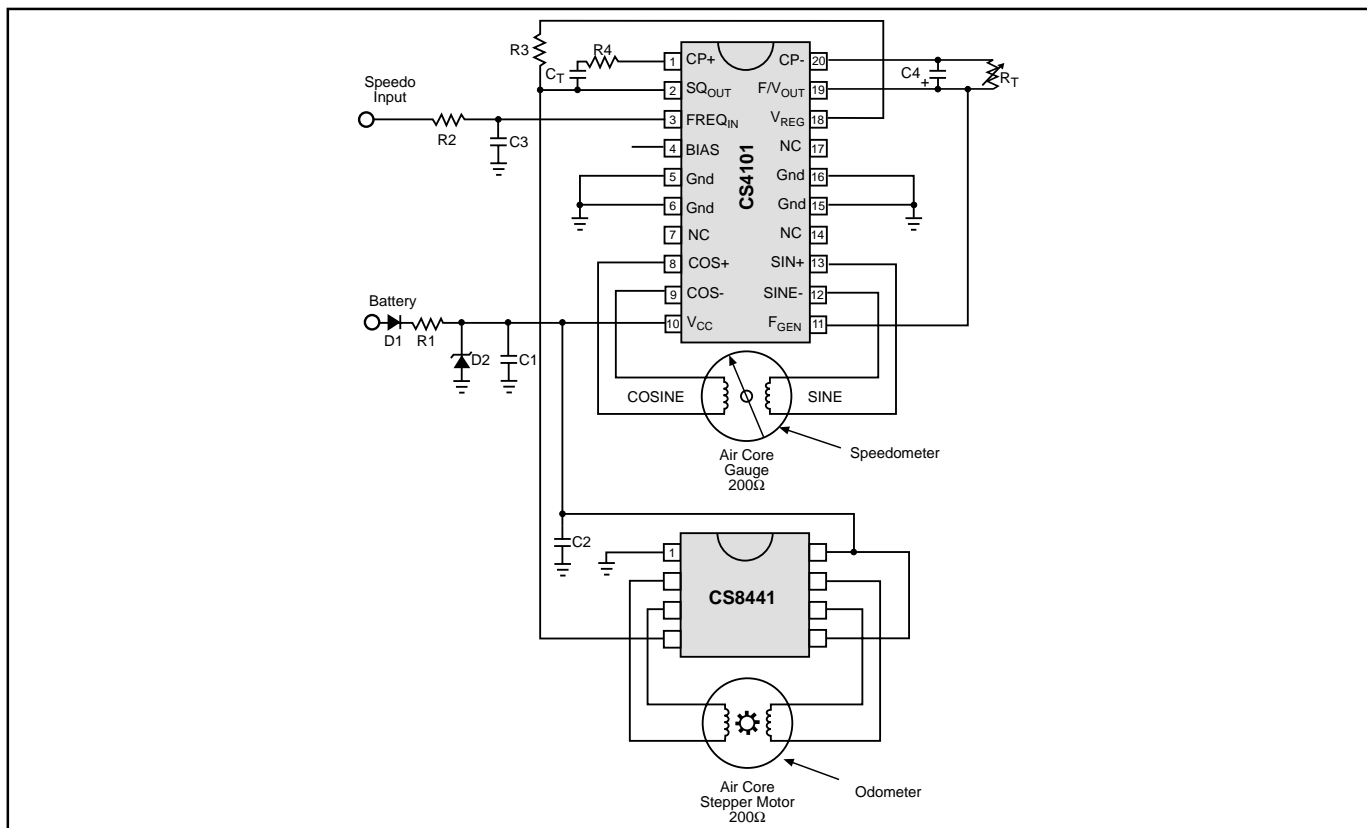 R3
R4
C_T
1
CP+
CP-
20
C4
+
R_T
Speedo
Input
2
SQ_OUT
F/V_OUT
19
R2
C3
3
FREQ_IN
V_REG
18
4
BIAS
NC
17
CS4101
5
Gnd
Gnd
16
6
Gnd
Gnd
15
7
NC
NC
14
8
COS+
SIN+
13
9
COS-
SINE-
12
Battery
D1
R1
D2
C1
10
V_CC
F_GEN
11
COSINE
SINE
Speedometer
Air Core
Gauge
200Ω
C2
1
CS8441
Air Core
Stepper Motor
200Ω
Odometer